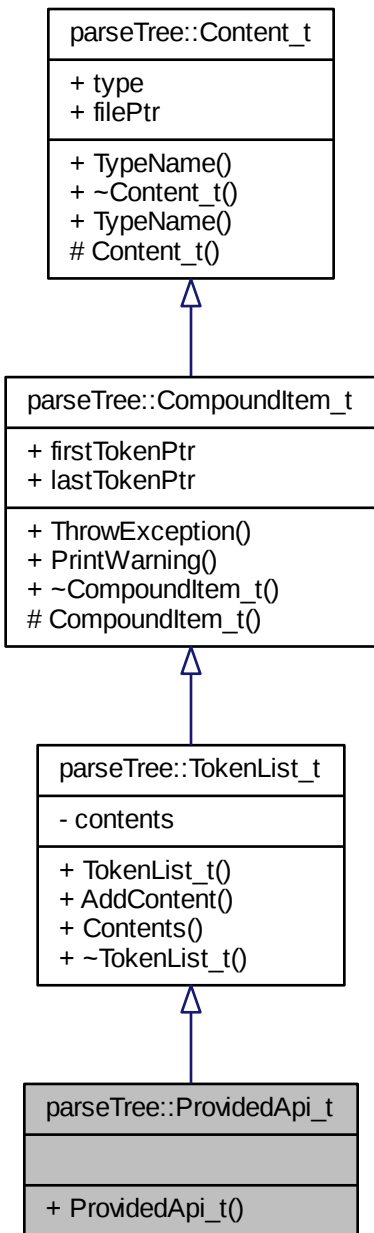 parseTree::Content_t
+ type
+ filePtr
+ TypeName()
+ ~Content_t()
+ TypeName()
# Content_t()
parseTree::CompoundItem_t
+ firstTokenPtr
+ lastTokenPtr
+ ThrowException()
+ PrintWarning()
+ ~CompoundItem_t()
# CompoundItem_t()
parseTree::TokenList_t
- contents
+ TokenList_t()
+ AddContent()
+ Contents()
+ ~TokenList_t()
parseTree::ProvidedApi_t
+ ProvidedApi_t()